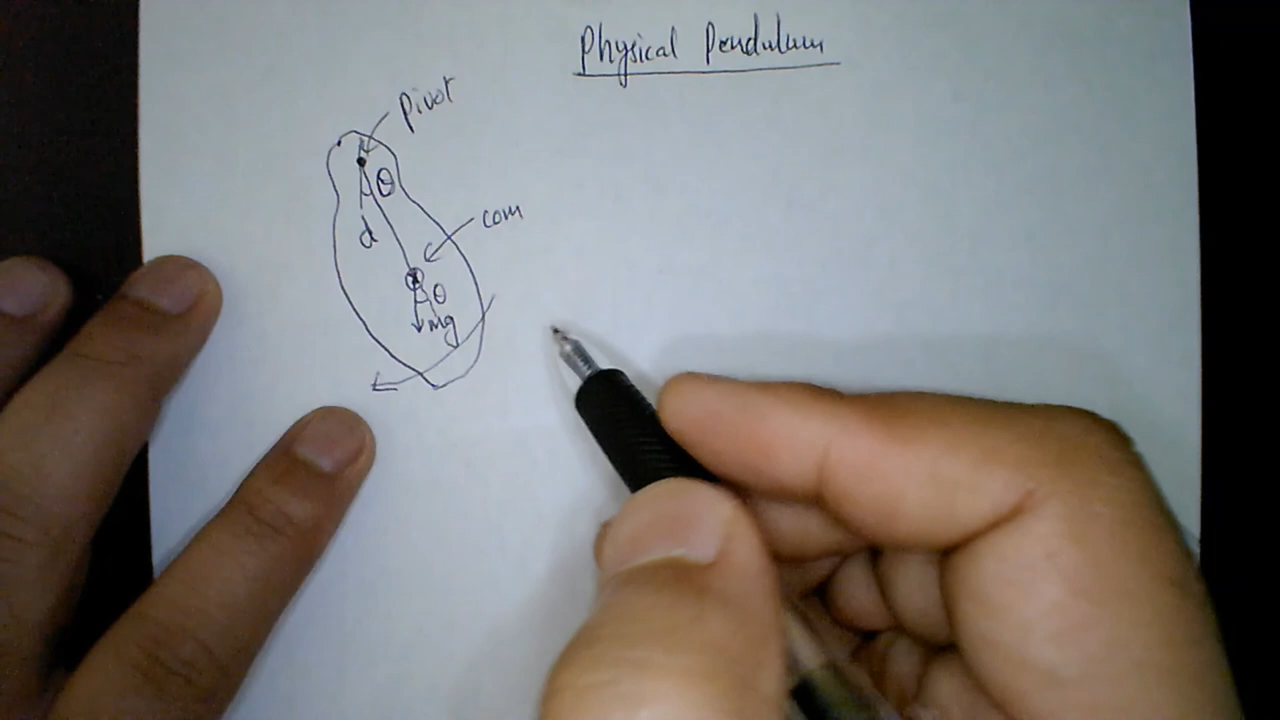 Physical Pendulum
pivot
θ
d
com
θ
mg